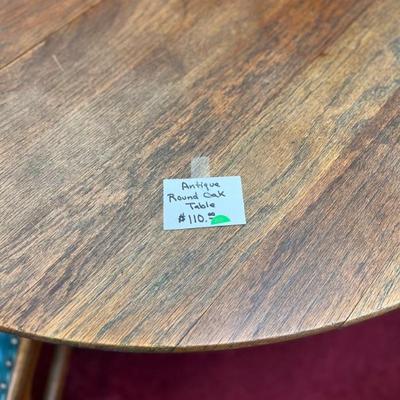 Antique
Round Oak
Table
$110.00